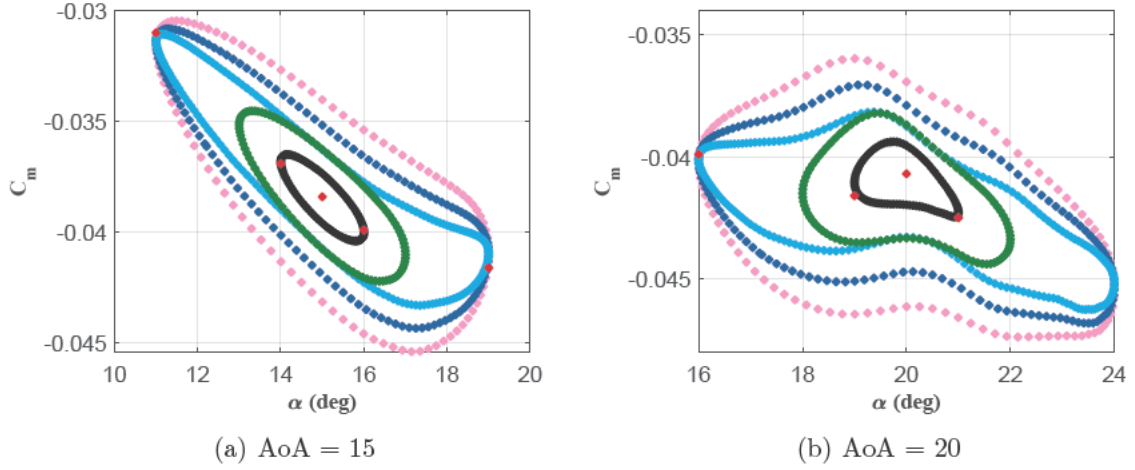 -0.03
-0.035
-0.04
-0.045
C_m
10 12 14 16 18 20
α (deg)
(a) AoA = 15
-0.035
-0.04
-0.045
C_m
16 18 20 22 24
α (deg)
(b) AoA = 20